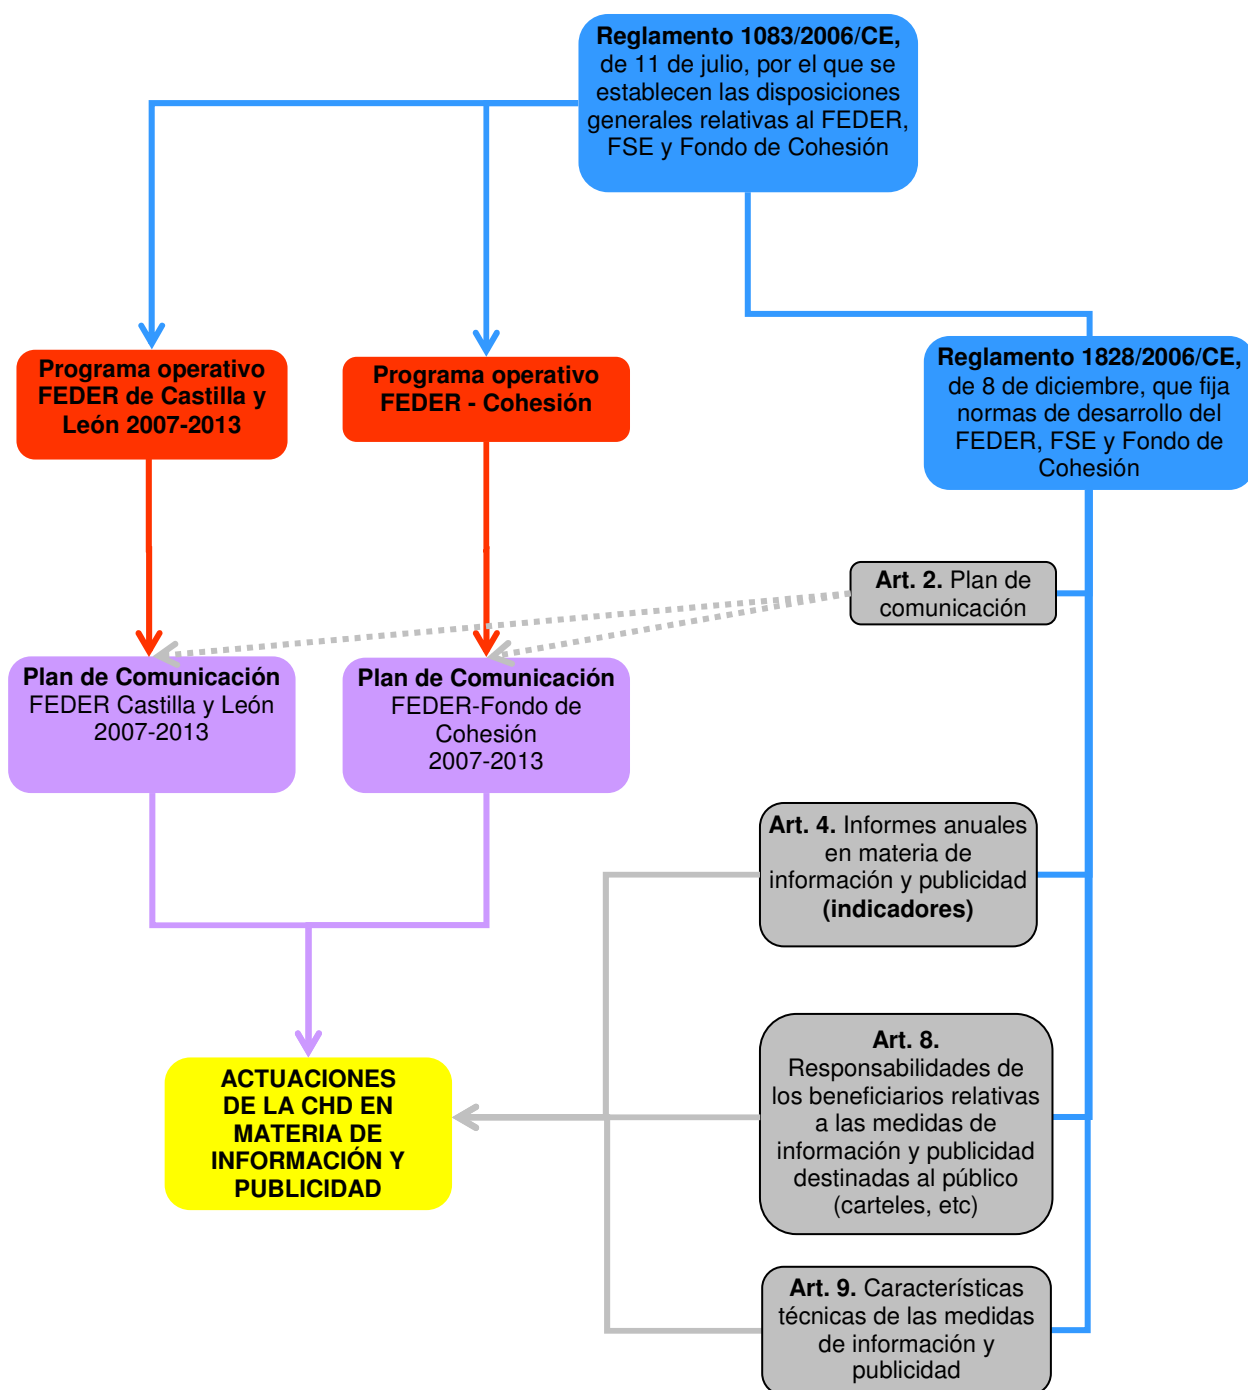 Reglamento 1083/2006/CE,
de 11 de julio, por el que se
establecen las disposiciones
generales relativas al FEDER,
FSE y Fondo de Cohesión
Programa operativo
FEDER de Castilla y
León 2007-2013
Programa operativo
FEDER - Cohesión
Reglamento 1828/2006/CE,
de 8 de diciembre, que fija
normas de desarrollo del
FEDER, FSE y Fondo de
Cohesión
Art. 2. Plan de
comunicación
Plan de Comunicación
FEDER Castilla y León
2007-2013
Plan de Comunicación
FEDER-Fondo de
Cohesión
2007-2013
Art. 4. Informes anuales
en materia de
información y publicidad
(indicadores)
Art. 8.
Responsabilidades de
los beneficiarios relativas
a las medidas de
información y publicidad
destinadas al público
(carteles, etc)
ACTUACIONES
DE LA CHD EN
MATERIA DE
INFORMACIÓN Y
PUBLICIDAD
Art. 9. Características
técnicas de las medidas
de información y
publicidad